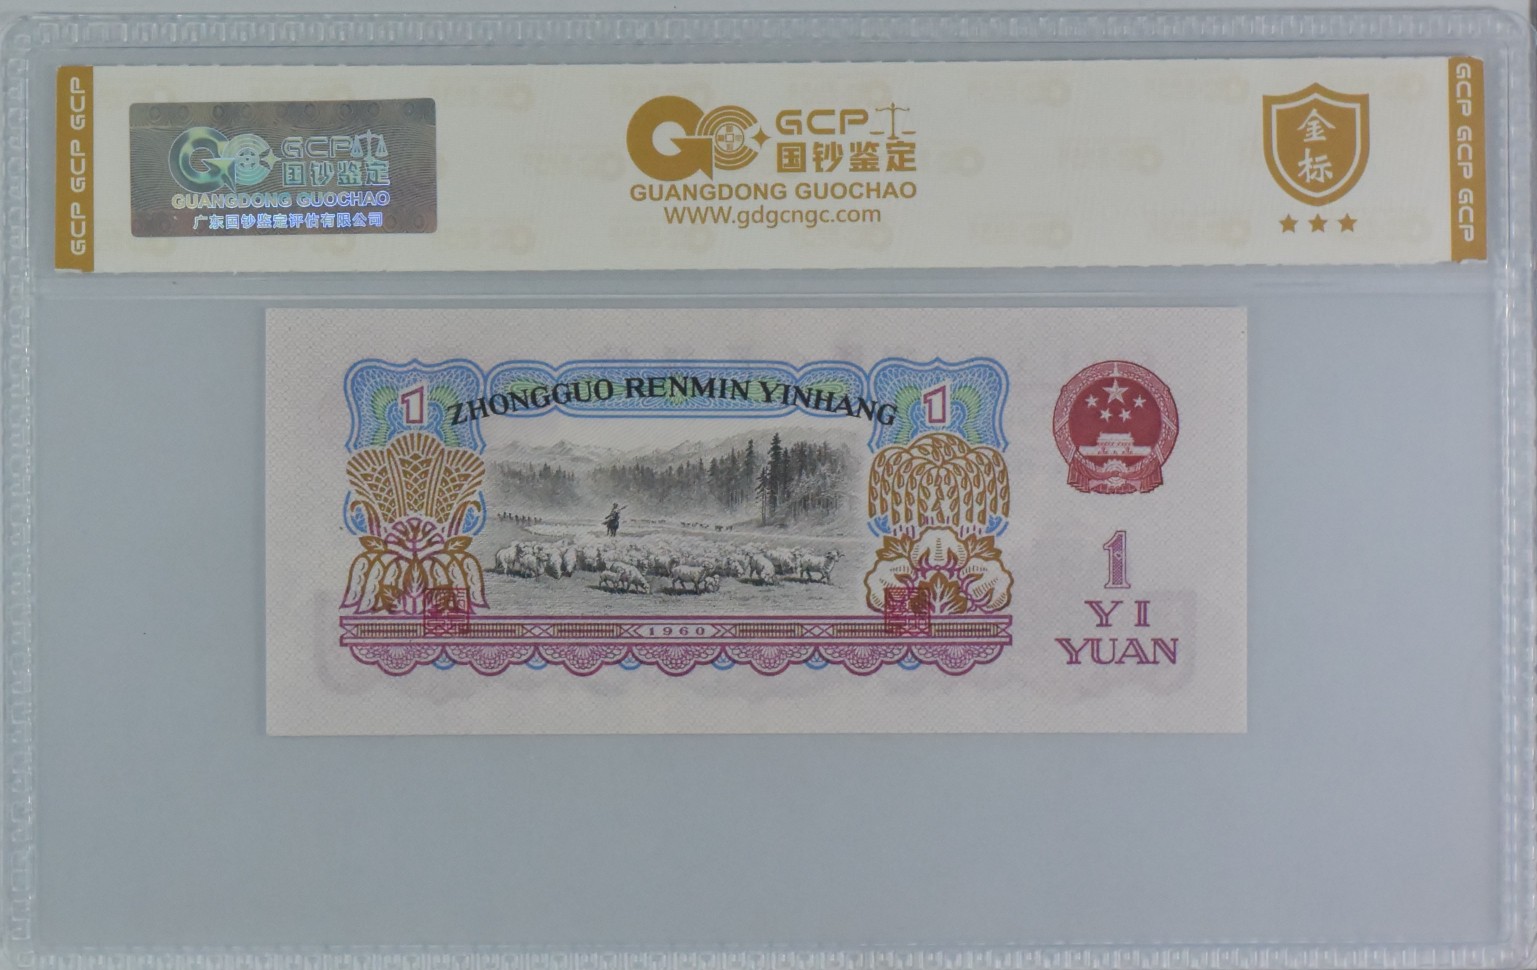 GCP GCP GCP
GCP
国钞鉴定
GUANGDONG GUOCHAO
广东国钞鉴定评估有限公司
GCP
国钞鉴定
GUANGDONG GUOCHAO
WWW.gdgcngc.com
金
标
GCP GCP GCP
1
ZHONGGUO RENMIN YINHANG
1
1960
1
YI
YUAN